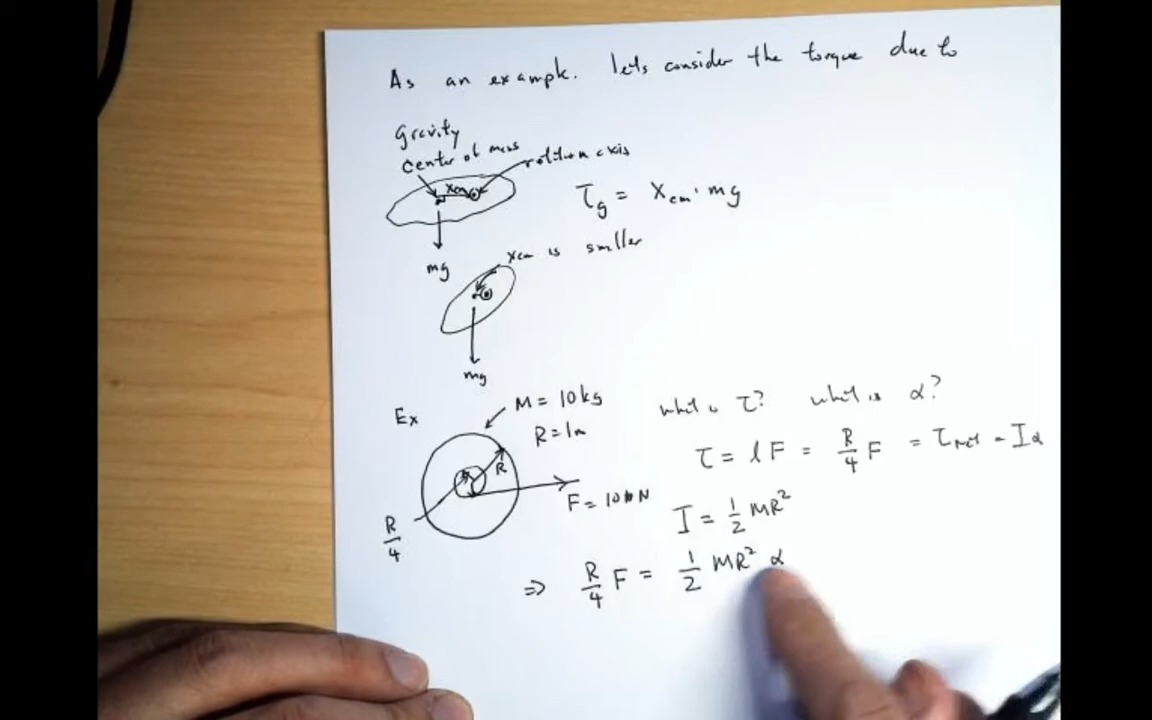 As an example. lets consider the torque due to
gravity
center of mass
rotation axis
xcm
τg = xcm · mg
mg
xcm is smaller
mg
Ex
M = 10kg
R = 1m
R
R/4
F = 10 N
what is τ? what is α?
τ = lF = R/4 F = τnet = Iα
I = 1/2 MR²
⇒ R/4 F = 1/2 MR² α